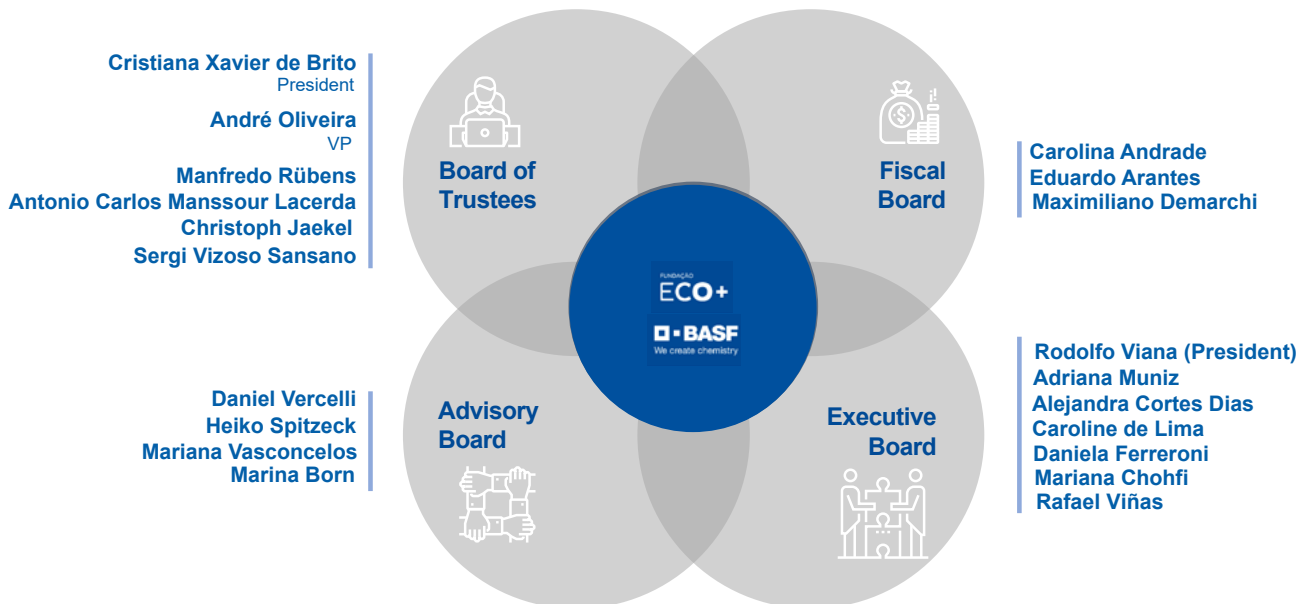 Cristiana Xavier de Brito
President
André Oliveira
VP
Manfredo Rübens
Antonio Carlos Manssour Lacerda
Christoph Jaekel
Sergi Vizoso Sansano
Board of
Trustees
Fiscal
Board
Carolina Andrade
Eduardo Arantes
Maximiliano Demarchi
FUNDAÇÃO
ECO+
BASF
We create chemistry
Daniel Vercelli
Heiko Spitzeck
Mariana Vasconcelos
Marina Born
Advisory
Board
Executive
Board
Rodolfo Viana (President)
Adriana Muniz
Alejandra Cortes Dias
Caroline de Lima
Daniela Ferreroni
Mariana Chohfi
Rafael Viñas